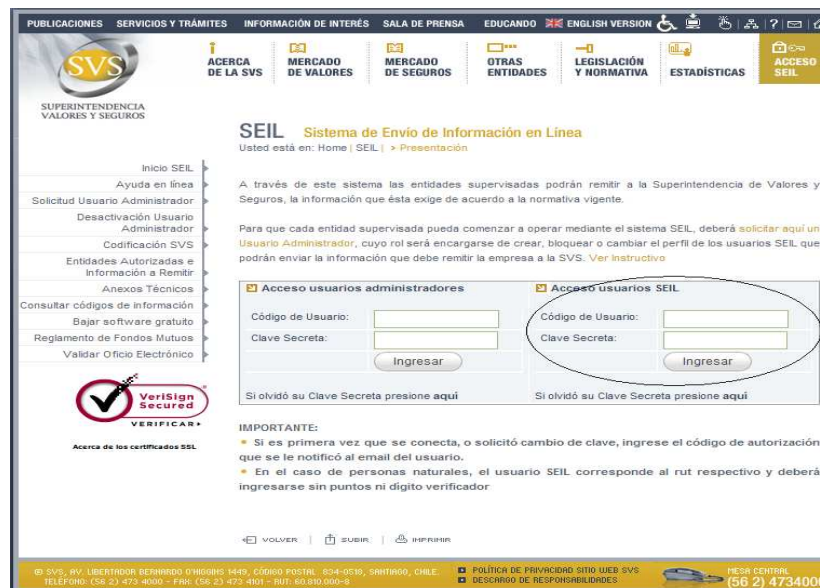 PUBLICACIONES SERVICIOS Y TRÁMITES INFORMACIÓN DE INTERÉS SALA DE PRENSA EDUCANDO ENGLISH VERSION
SVS
SUPERINTENDENCIA
VALORES Y SEGUROS
ACERCA
DE LA SVS
MERCADO
DE VALORES
MERCADO
DE SEGUROS
OTRAS
ENTIDADES
LEGISLACIÓN
Y NORMATIVA
ESTADÍSTICAS
ACCESO
SEIL
SEIL Sistema de Envío de Información en Línea
Usted está en: Home | SEIL | > Presentación
Inicio SEIL
Ayuda en línea
Solicitud Usuario Administrador
Desactivación Usuario
Administrador
Codificación SVS
Entidades Autorizadas e
Información a Remitir
Anexos Técnicos
Consultar códigos de información
Bajar software gratuito
Reglamento de Fondos Mutuos
Validar Oficio Electrónico
VeriSign
Secured
VERIFICAR
Acerca de los certificados SSL
A través de este sistema las entidades supervisadas podrán remitir a la Superintendencia de Valores y
Seguros, la información que ésta exige de acuerdo a la normativa vigente.
Para que cada entidad supervisada pueda comenzar a operar mediante el sistema SEIL, deberá solicitar aquí un
Usuario Administrador, cuyo rol será encargarse de crear, bloquear o cambiar el perfil de los usuarios SEIL que
podrán enviar la información que debe remitir la empresa a la SVS. Ver Instructivo
Acceso usuarios administradores
Código de Usuario:
Clave Secreta:
Ingresar
Si olvidó su Clave Secreta presione aquí
Acceso usuarios SEIL
Código de Usuario:
Clave Secreta:
Ingresar
Si olvidó su Clave Secreta presione aquí
IMPORTANTE:
• Si es primera vez que se conecta, o solicitó cambio de clave, ingrese el código de autorización
que se le notificó al email del usuario.
• En el caso de personas naturales, el usuario SEIL corresponde al rut respectivo y deberá
ingresarse sin puntos ni dígito verificador
VOLVER | SUBIR | IMPRIMIR
© SVS, AV. LIBERTADOR BERNARDO O'HIGGINS 1449, CÓDIGO POSTAL 834-0518, SANTIAGO, CHILE.
TELÉFONO: (56 2) 473 4000 - FAX: (56 2) 473 4101 - RUT: 60.810.000-8
POLÍTICA DE PRIVACIDAD SITIO WEB SVS
DESCARGO DE RESPONSABILIDADES
MESA CENTRAL
(56 2) 4734000